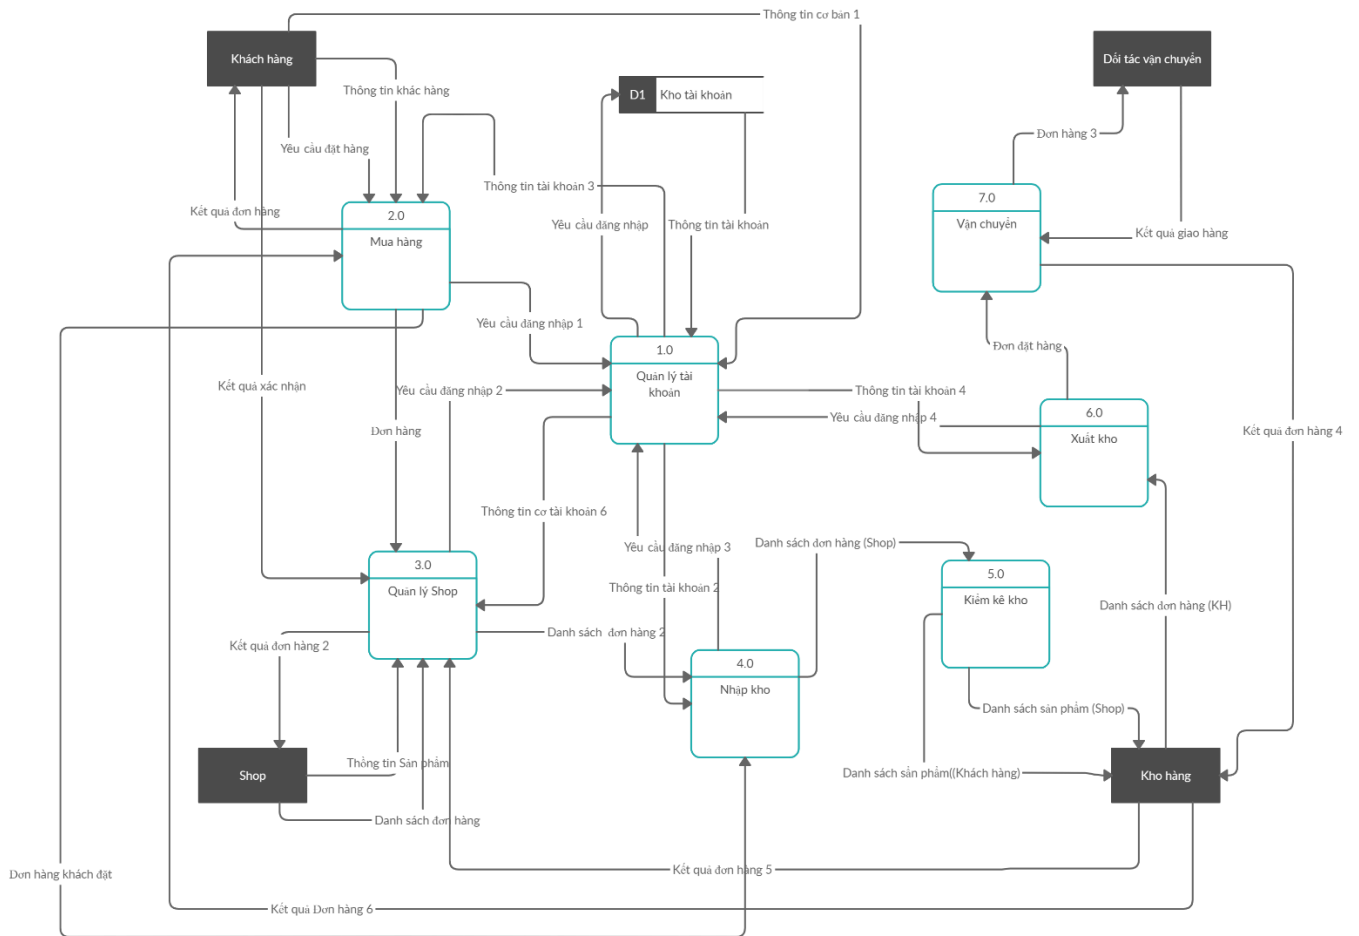 Thông tin cơ bản 1
Khách hàng
Dối tác vận chuyển
Thông tin khác hàng
D1
Kho tài khoản
Đơn hàng 3
Yêu cầu đặt hàng
Thông tin tài khoản 3
7.0
Kết quả đơn hàng
2.0
Yêu cầu đăng nhập
Thông tin tài khoản
Vận chuyển
Kết quả giao hàng
Mua hàng
Yêu cầu đăng nhập 1
Đơn đặt hàng
1.0
Quản lý tài
khoản
Kết quả xác nhận
Yêu cầu đăng nhập 2
Thông tin tài khoản 4
6.0
Yêu cầu đăng nhập 4
Đơn hàng
Xuất kho
Kết quả đơn hàng 4
Thông tin cơ tài khoản 6
Yêu cầu đăng nhập 3
Danh sách đơn hàng (Shop)
3.0
5.0
Quản lý Shop
Thông tin tài khoản 2
Kiểm kê kho
Danh sách đơn hàng (KH)
Danh sách  đơn hàng 2
Kết quả đơn hàng 2
4.0
Nhập kho
Danh sách sản phẩm (Shop)
Thồng tin Sản phẩm
Shop
Danh sách sấn phẩm((Khách hàng)
Kho hàng
Danh sách đơn hàng
Kết quả đơn hàng 5
Đơn hàng khách đặt
Kết quả Đơn hàng 6